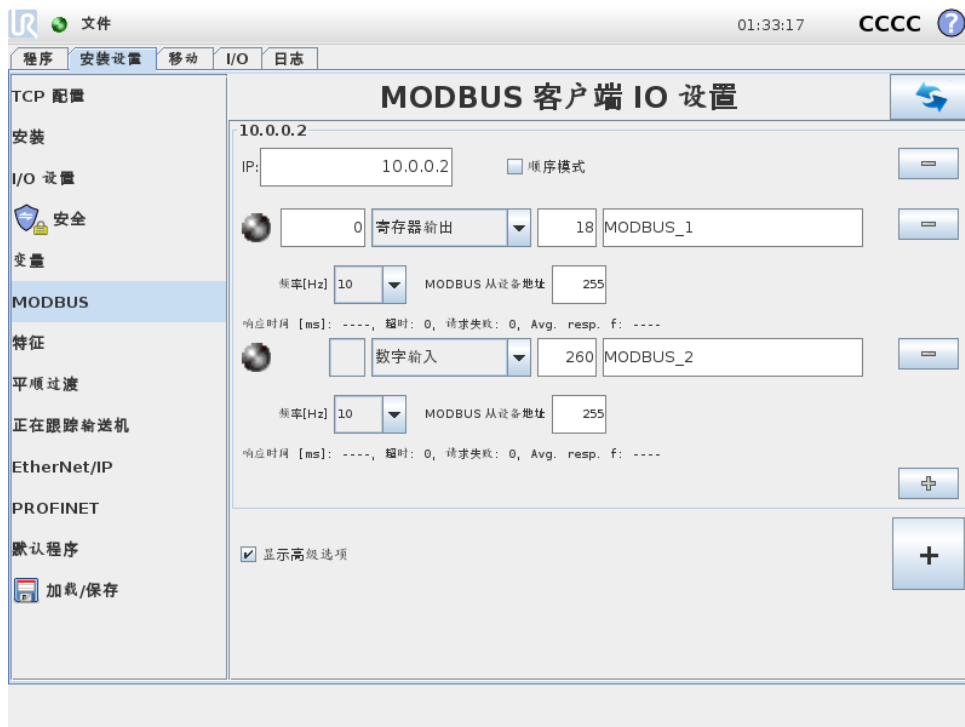 UR 文件 01:33:17 CCCC ?
程序 安装设置 移动 I/O 日志
TCP 配置
安装
I/O 设置
安全
变量
MODBUS
特征
平顺过渡
正在跟踪输送机
EtherNet/IP
PROFINET
默认程序
加载/保存
MODBUS 客户端 IO 设置
10.0.0.2
IP: 10.0.0.2 顺序模式
0 寄存器输出 18 MODBUS_1
频率[Hz] 10 MODBUS 从设备地址 255
响应时间 [ms]: ----, 超时: 0, 请求失败: 0, Avg. resp. f: ----
数字输入 260 MODBUS_2
频率[Hz] 10 MODBUS 从设备地址 255
响应时间 [ms]: ----, 超时: 0, 请求失败: 0, Avg. resp. f: ----
显示高级选项